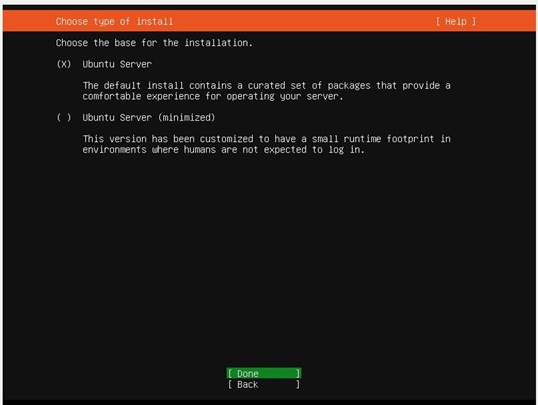 Choose type of install [ Help ]
Choose the base for the installation.
(X) Ubuntu Server
The default install contains a curated set of packages that provide a
comfortable experience for operating your server.
( ) Ubuntu Server (minimized)
This version has been customized to have a small runtime footprint in
environments where humans are not expected to log in.
[ Done ]
[ Back ]